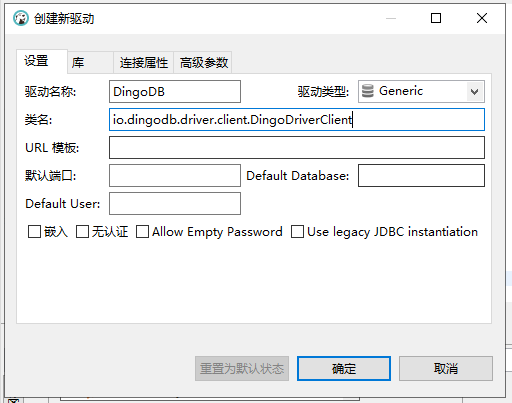 创建新驱动
设置 库 连接属性 高级参数
驱动名称: DingoDB 驱动类型: Generic
类名: io.dingodb.driver.client.DingoDriverClient
URL 模板:
默认端口: Default Database:
Default User:
嵌入 无认证 Allow Empty Password Use legacy JDBC instantiation
重置为默认状态 确定 取消